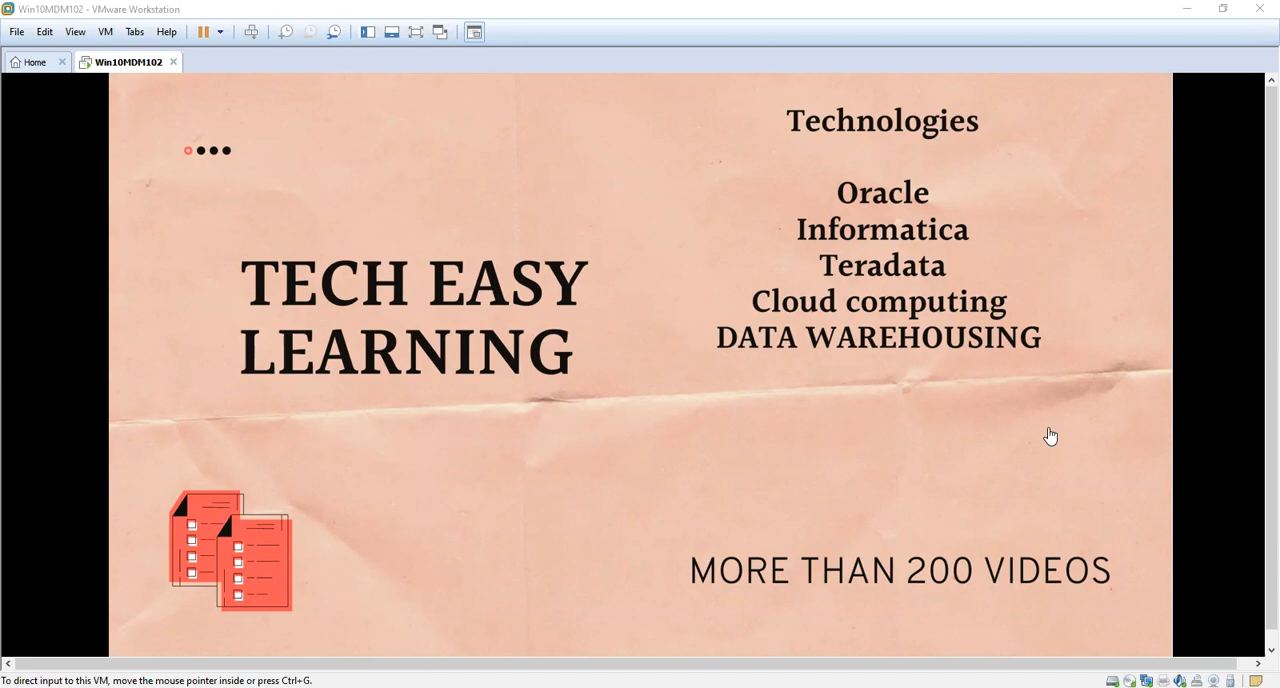 Win10MDM102 - VMware Workstation
File Edit View VM Tabs Help
Home Win10MDM102
Technologies
Oracle
Informatica
Teradata
Cloud computing
DATA WAREHOUSING
TECH EASY
LEARNING
MORE THAN 200 VIDEOS
To direct input to this VM, move the mouse pointer inside or press Ctrl+G.